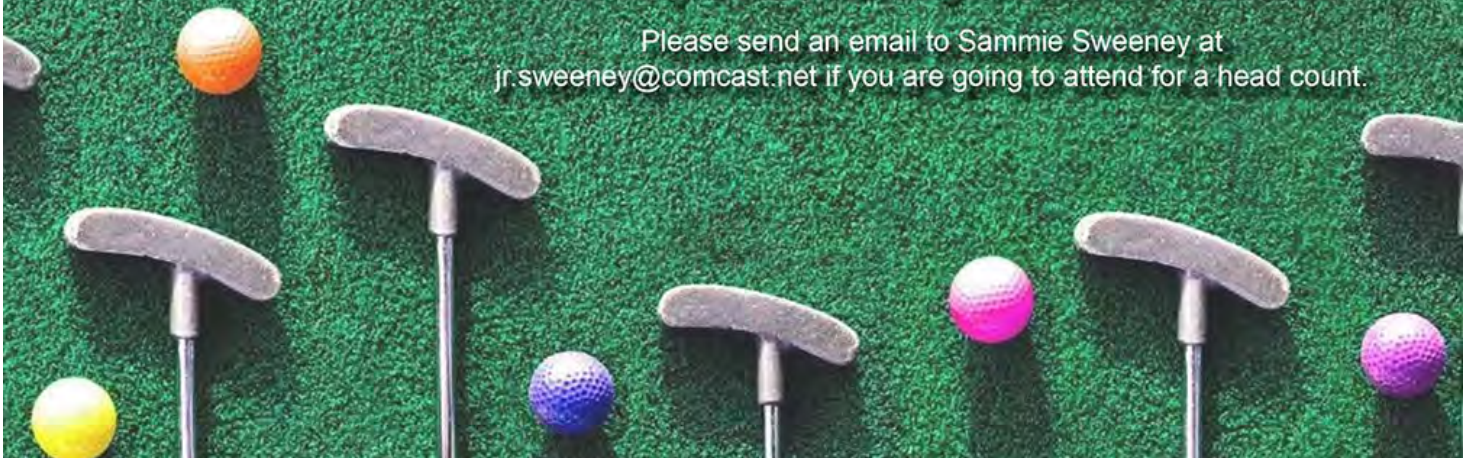 Please send an email to Sammie Sweeney at
jr.sweeney@comcast.net if you are going to attend for a head count.